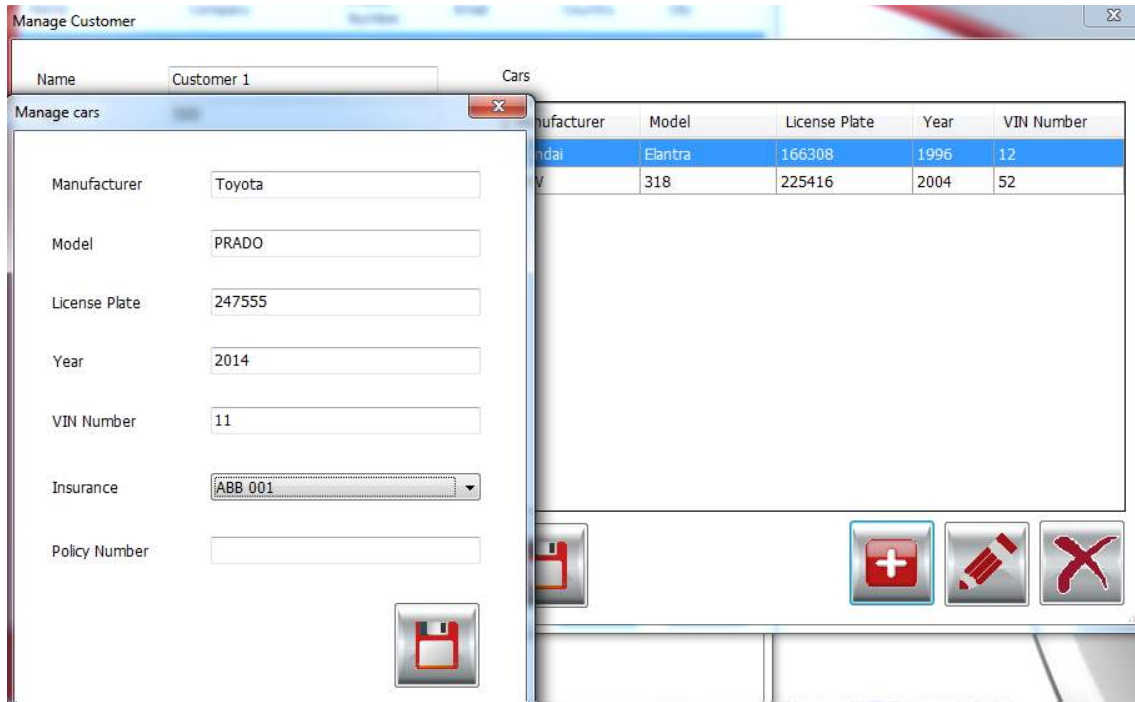 Manage Customer
Name Customer 1 Cars
Manage cars
nufacturer Model License Plate Year VIN Number
ndai Elantra 166308 1996 12
318 225416 2004 52
Manufacturer Toyota
Model PRADO
License Plate 247555
Year 2014
VIN Number 11
Insurance ABB 001
Policy Number